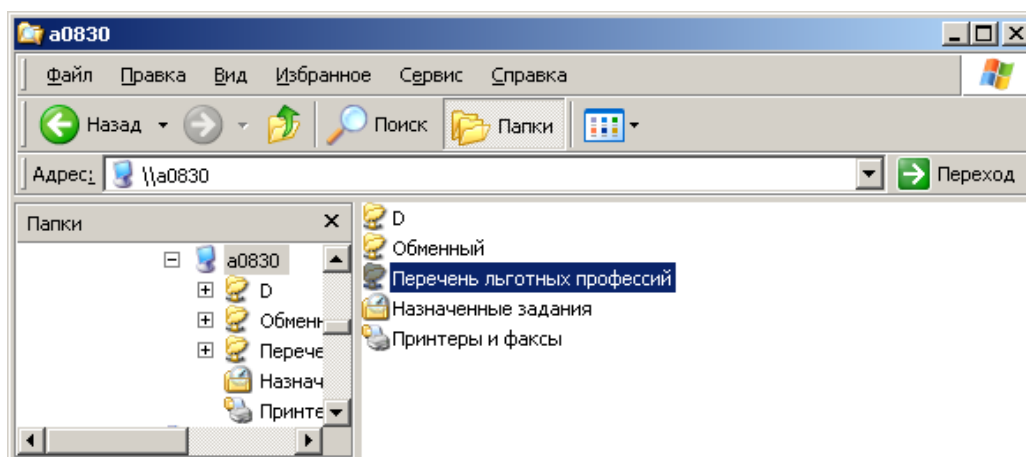 a0830
Файл Правка Вид Избранное Сервис Справка
Назад Поиск Папки
Адрес: \\a0830 Переход
Папки
a0830
D
Обменн
Перече
Назнач
Принте
D
Обменный
Перечень льготных профессий
Назначенные задания
Принтеры и факсы